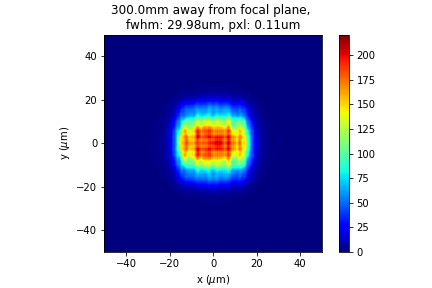 300.0mm away from focal plane,
fwhm: 29.98um, pxl: 0.11um
40
20
0
−20
−40
y (μm)
−40 −20 0 20 40
x (μm)
200
175
150
125
100
75
50
25
0